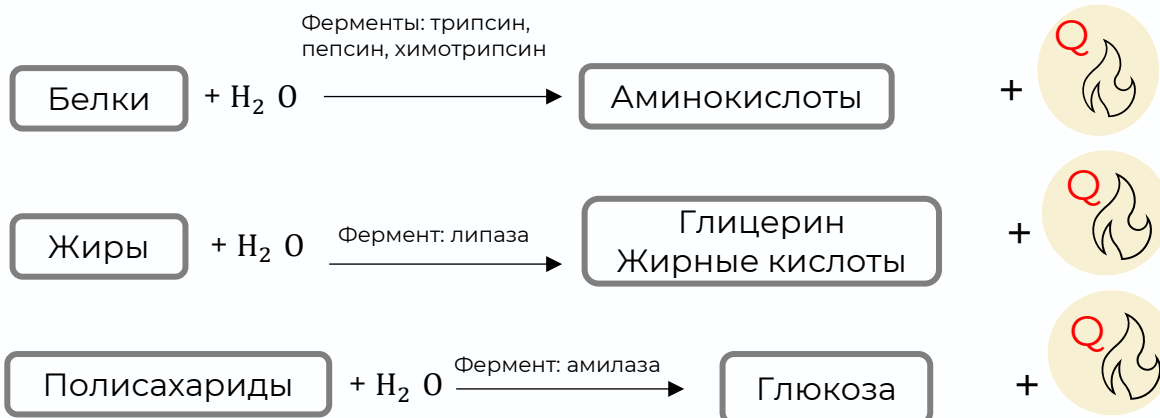 Ферменты: трипсин,
пепсин, химотрипсин
Белки + H₂ O Аминокислоты + Q
Жиры + H₂ O Фермент: липаза Глицерин
Жирные кислоты + Q
Полисахариды + H₂ O Фермент: амилаза Глюкоза + Q